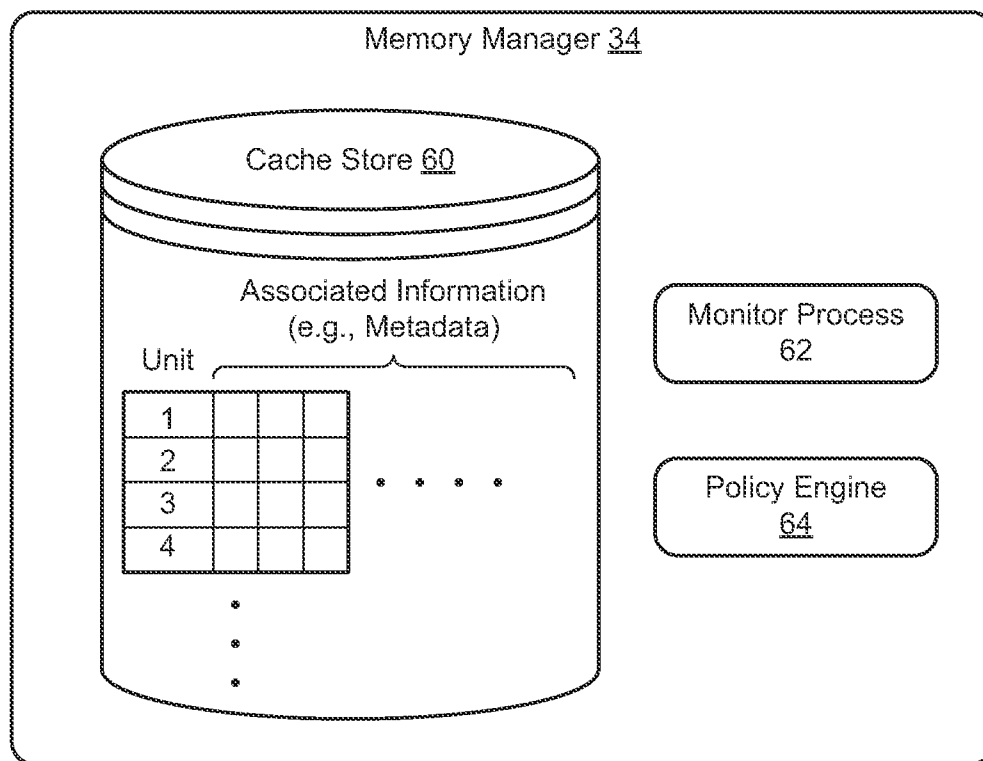 Memory Manager 34
Cache Store 60
Associated Information
(e.g., Metadata)
Unit
1
2
3
4
Monitor Process
62
Policy Engine
64